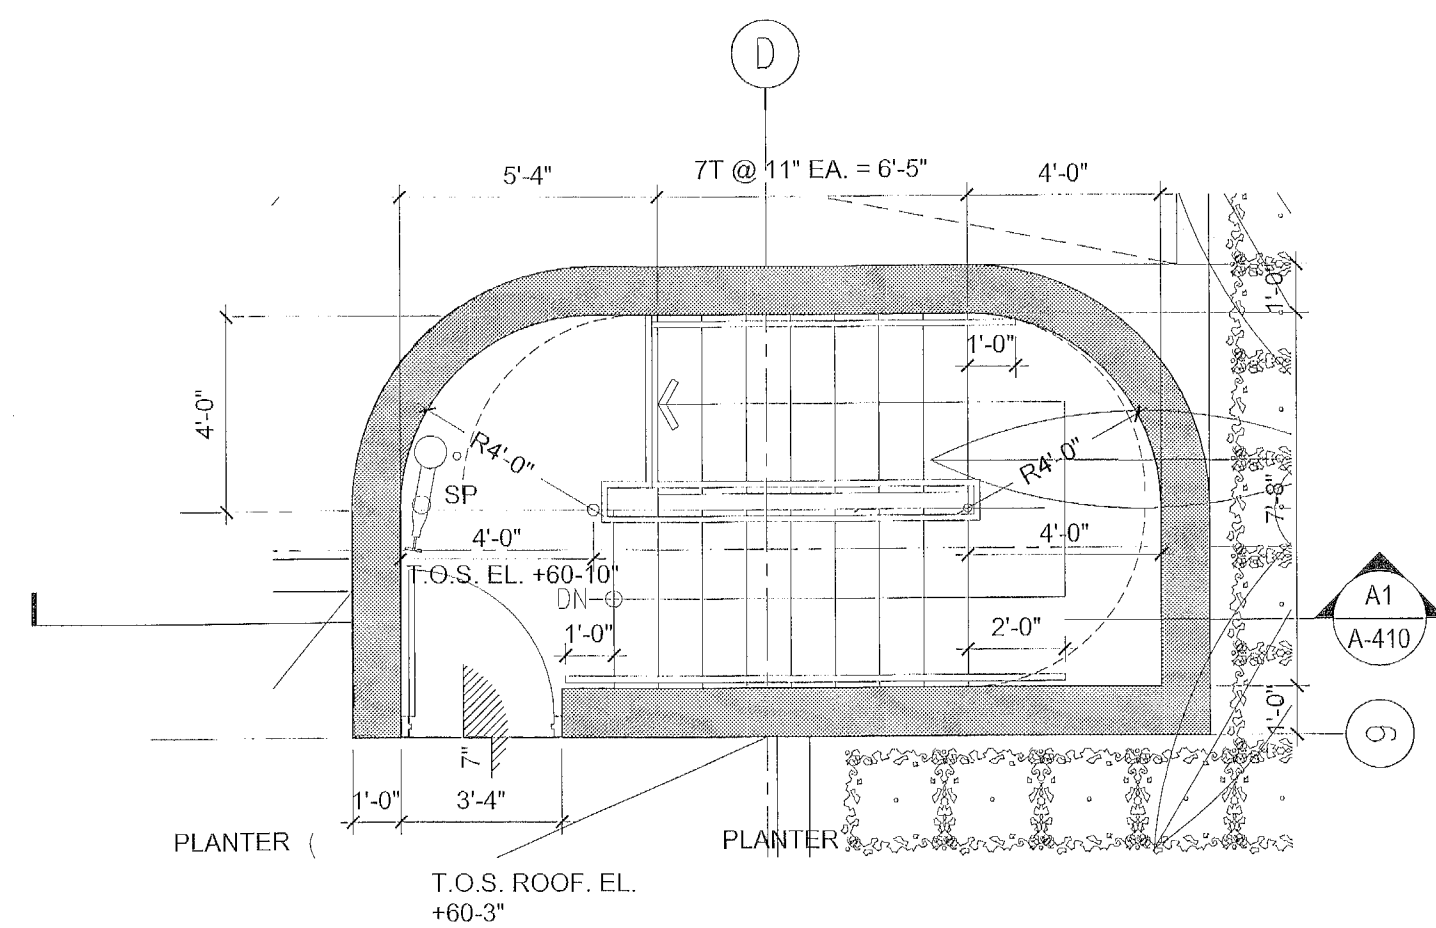 D
5'-4"
7T @ 11" EA. = 6'-5"
4'-0"
1'-0"
1'-0"
4'-0"
R4'-0"
R4'-0"
SP
7'-8"
4'-0"
4'-0"
T.O.S. EL. +60-10"
DN
A1
A-410
1'-0"
2'-0"
1'-0"
9
7"
1'-0"
3'-4"
PLANTER (
PLANTER
T.O.S. ROOF. EL.
+60-3"